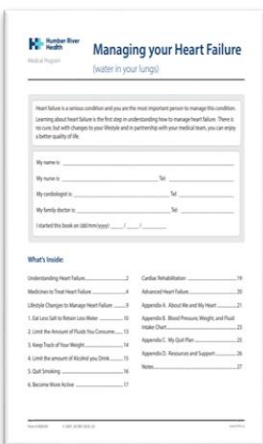 Humber River
Health
Medical Program
Managing your Heart Failure
(water in your lungs)
Heart failure is a serious condition and you are the most important person to manage this condition.
Learning about heart failure is the first step in understanding how to manage heart failure. There is
no cure, but with changes to your lifestyle and in partnership with your medical team, you can enjoy
a better quality of life.
My name is:
My nurse is: Tel:
My cardiologist is: Tel:
My family doctor is: Tel:
I started this book on (dd/mm/yyyy): / /
What's Inside:
Understanding Heart Failure 2
Medicines to Treat Heart Failure 4
Lifestyle Changes to Manage Heart Failure 9
1. Eat Less Salt to Retain Less Water 10
2. Limit the Amount of Fluids You Consume 13
3. Keep Track of Your Weight 14
4. Limit the amount of Alcohol you Drink 15
5. Quit Smoking 16
6. Become More Active 17
Cardiac Rehabilitation 19
Advanced Heart Failure 20
Appendix A. About Me and My Heart 21
Appendix B. Blood Pressure, Weight, and Fluid
Intake Chart 23
Appendix C. My Quit Plan 25
Appendix D. Resources and Support 26
Notes 27